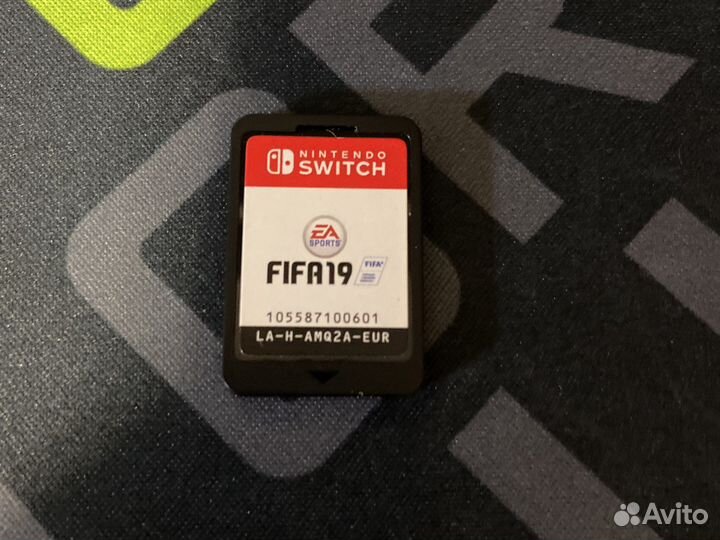 NINTENDO
SWITCH
EA
SPORTS
FIFA19
FIFA
105587100601
LA-H-AMQ2A-EUR
Avito